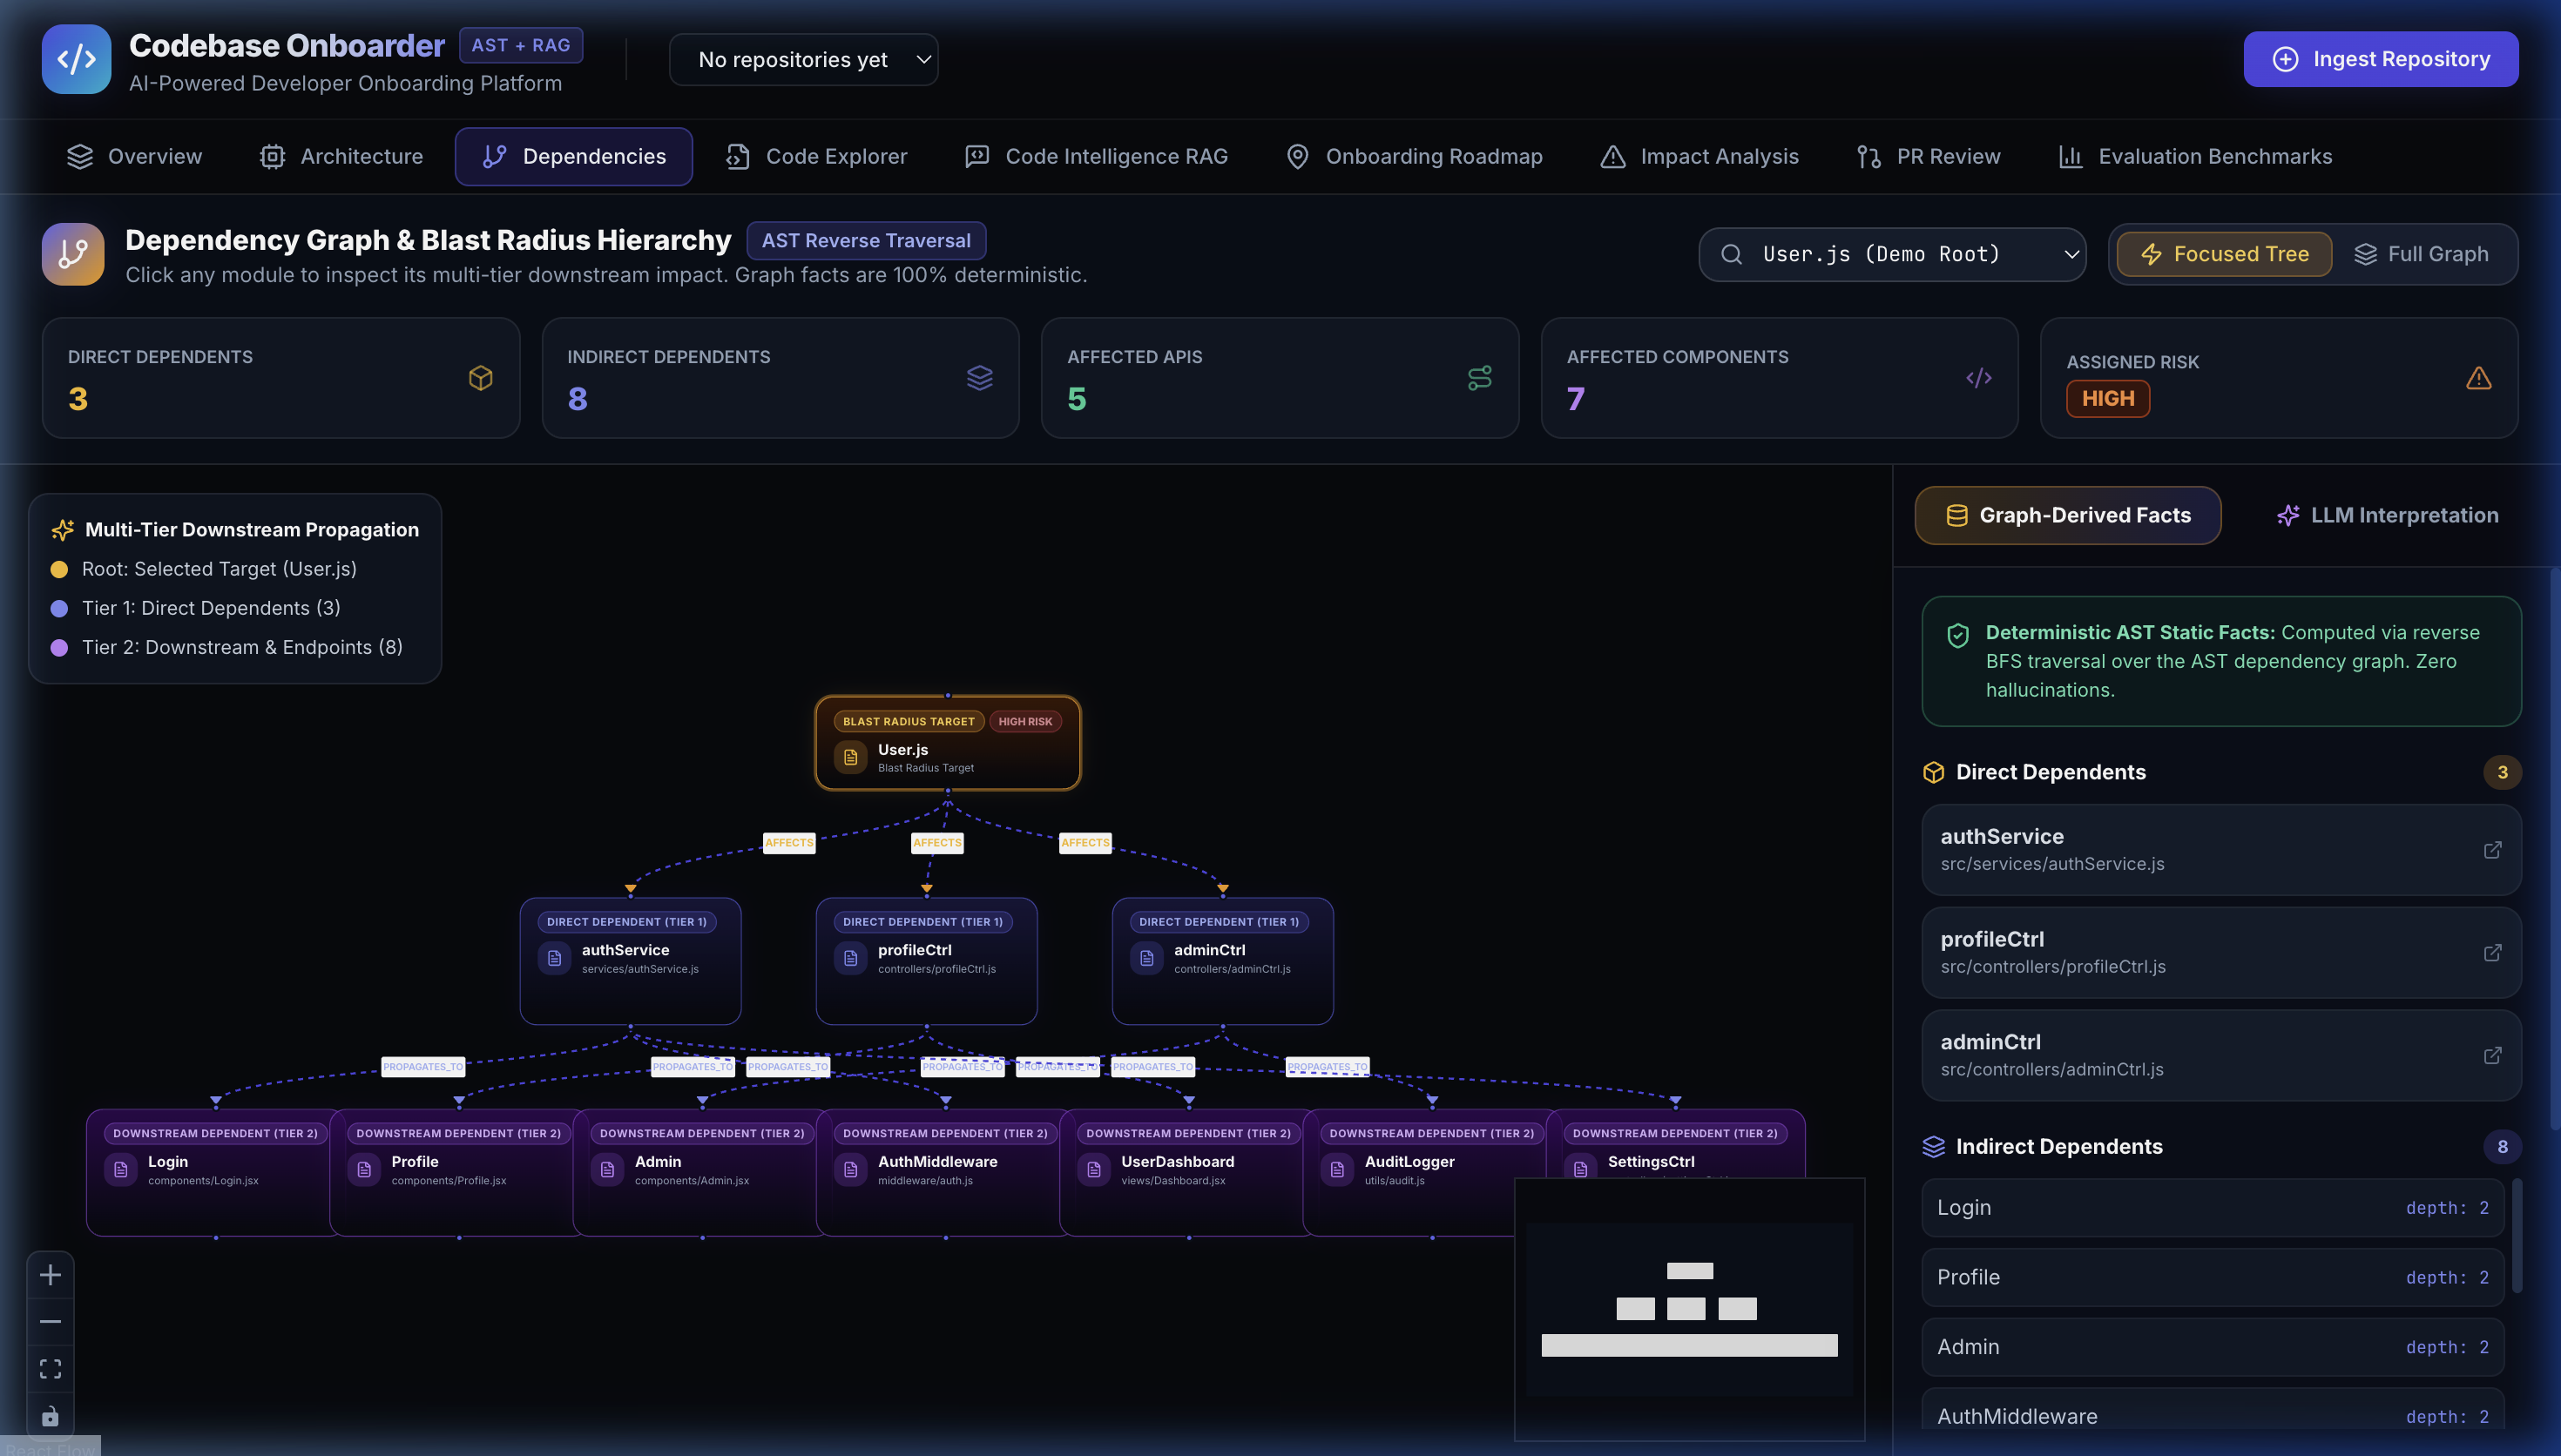 Codebase Onboarder
AST + RAG
AI-Powered Developer Onboarding Platform
No repositories yet
Ingest Repository
Overview
Architecture
Dependencies
Code Explorer
Code Intelligence RAG
Onboarding Roadmap
Impact Analysis
PR Review
Evaluation Benchmarks
Dependency Graph & Blast Radius Hierarchy
AST Reverse Traversal
Click any module to inspect its multi-tier downstream impact. Graph facts are 100% deterministic.
User.js (Demo Root)
Focused Tree
Full Graph
DIRECT DEPENDENTS
3
INDIRECT DEPENDENTS
8
AFFECTED APIS
5
AFFECTED COMPONENTS
7
ASSIGNED RISK
HIGH
Multi-Tier Downstream Propagation
Root: Selected Target (User.js)
Tier 1: Direct Dependents (3)
Tier 2: Downstream & Endpoints (8)
BLAST RADIUS TARGET
HIGH RISK
User.js
Blast Radius Target
AFFECTS
AFFECTS
AFFECTS
DIRECT DEPENDENT (TIER 1)
authService
services/authService.js
DIRECT DEPENDENT (TIER 1)
profileCtrl
controllers/profileCtrl.js
DIRECT DEPENDENT (TIER 1)
adminCtrl
controllers/adminCtrl.js
PROPAGATES_TO
PROPAGATES_TO
PROPAGATES_TO
PROPAGATES_TO
PROPAGATES_TO
PROPAGATES_TO
PROPAGATES_TO
DOWNSTREAM DEPENDENT (TIER 2)
Login
components/Login.jsx
DOWNSTREAM DEPENDENT (TIER 2)
Profile
components/Profile.jsx
DOWNSTREAM DEPENDENT (TIER 2)
Admin
components/Admin.jsx
DOWNSTREAM DEPENDENT (TIER 2)
AuthMiddleware
middleware/auth.js
DOWNSTREAM DEPENDENT (TIER 2)
UserDashboard
views/Dashboard.jsx
DOWNSTREAM DEPENDENT (TIER 2)
AuditLogger
utils/audit.js
DOWNSTREAM DEPENDENT (TIER 2)
SettingsCtrl
React Flow
Graph-Derived Facts
LLM Interpretation
Deterministic AST Static Facts: Computed via reverse
BFS traversal over the AST dependency graph. Zero
hallucinations.
Direct Dependents
3
authService
src/services/authService.js
profileCtrl
src/controllers/profileCtrl.js
adminCtrl
src/controllers/adminCtrl.js
Indirect Dependents
8
Login
depth: 2
Profile
depth: 2
Admin
depth: 2
AuthMiddleware
depth: 2